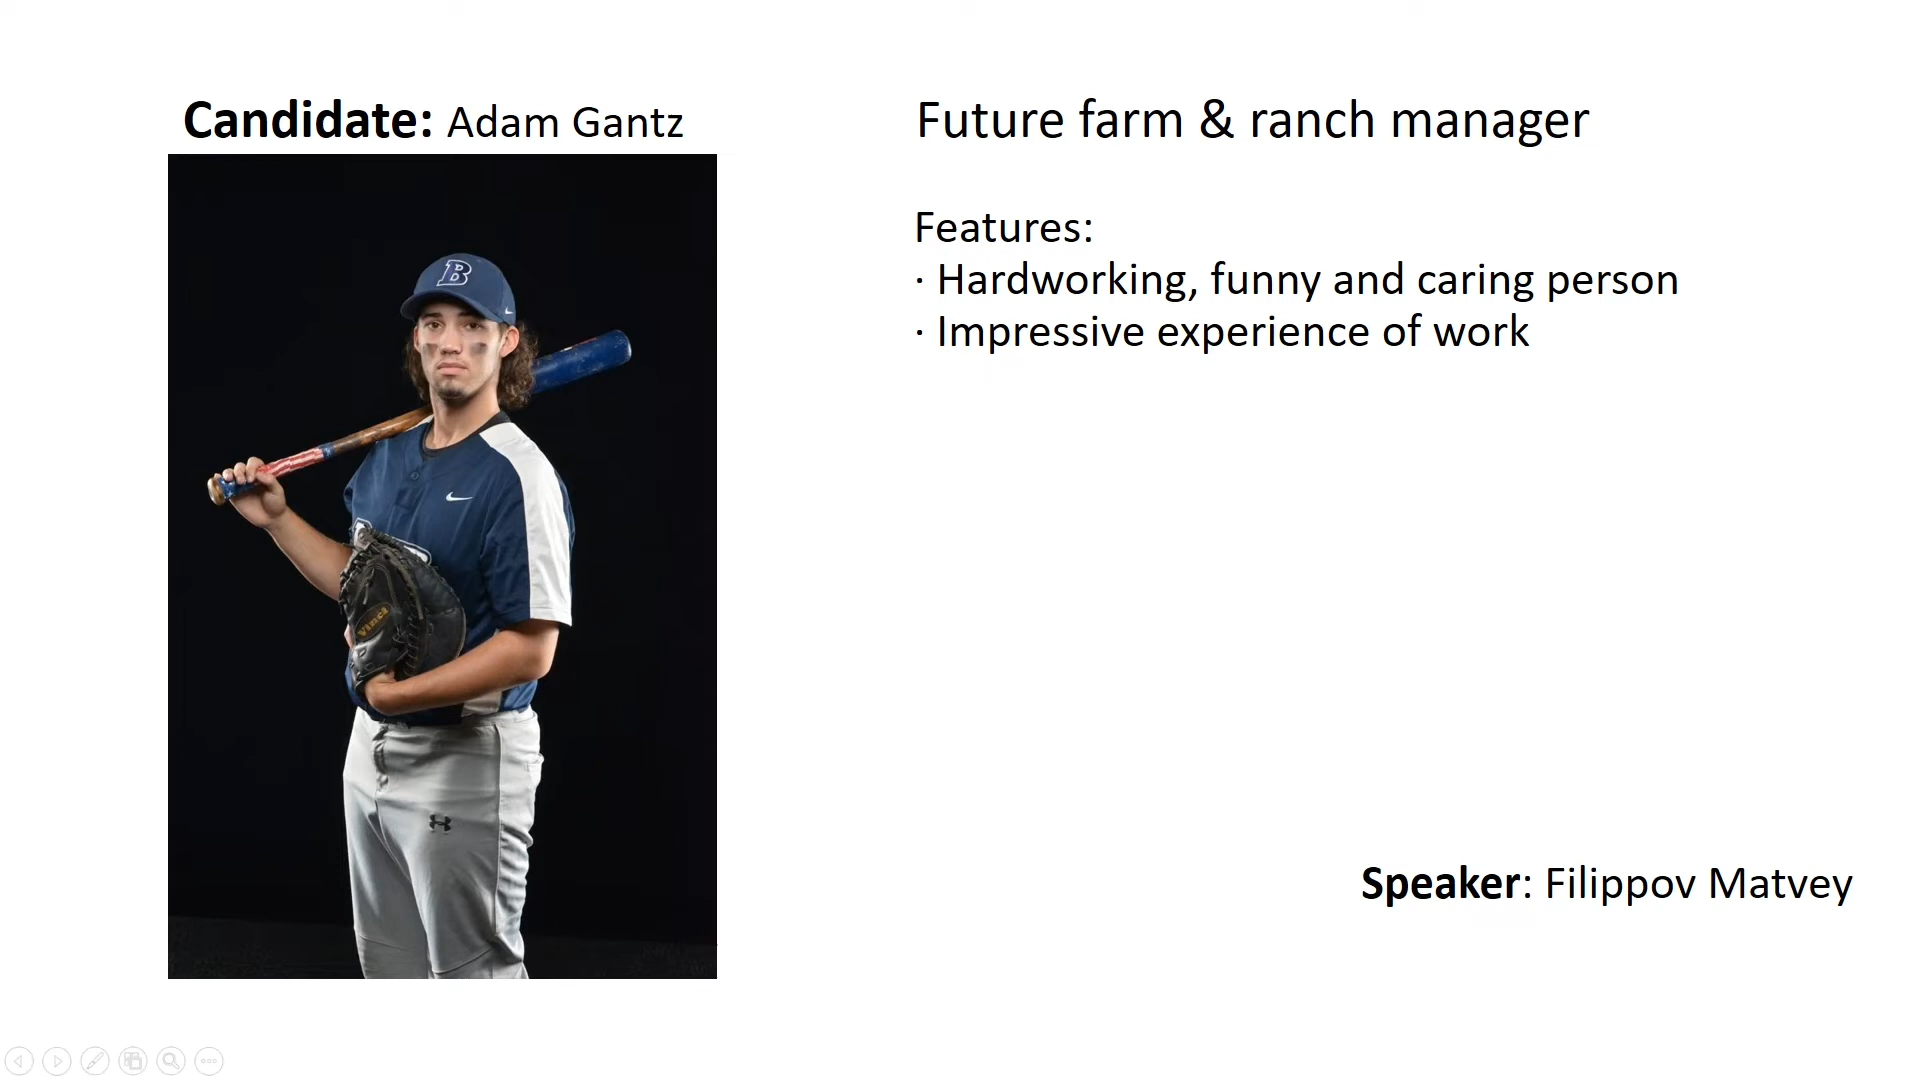 Candidate: Adam Gantz
Future farm & ranch manager
Features:
· Hardworking, funny and caring person
· Impressive experience of work
B
Vinci
Speaker: Filippov Matvey